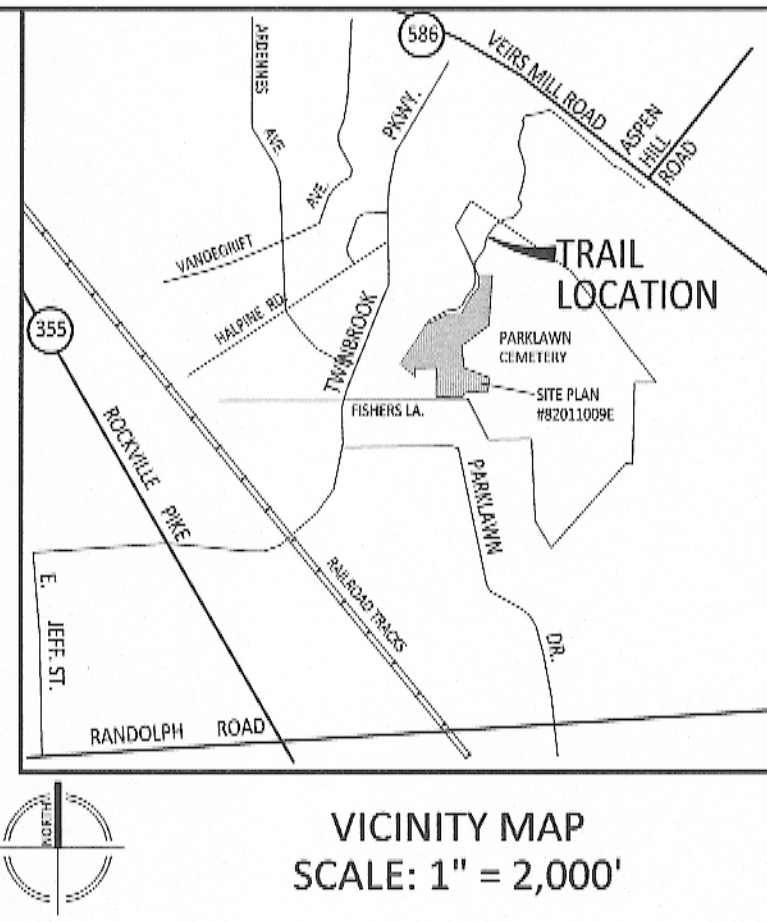 586
VEIRS MILL ROAD
ASPEN
HILL
ROAD
ARDENNES
AVE
PKWY.
AVE.
VANDEGRIFT
HALPINE RD.
TWINBROOK
TRAIL
LOCATION
PARKLAWN
CEMETERY
SITE PLAN
#82011009E
355
FISHERS LA.
ROCKVILLE PIKE
PARKLAWN
DR.
RAILROAD TRACKS
E. JEFF. ST.
RANDOLPH ROAD
NORTH
VICINITY MAP
SCALE: 1" = 2,000'